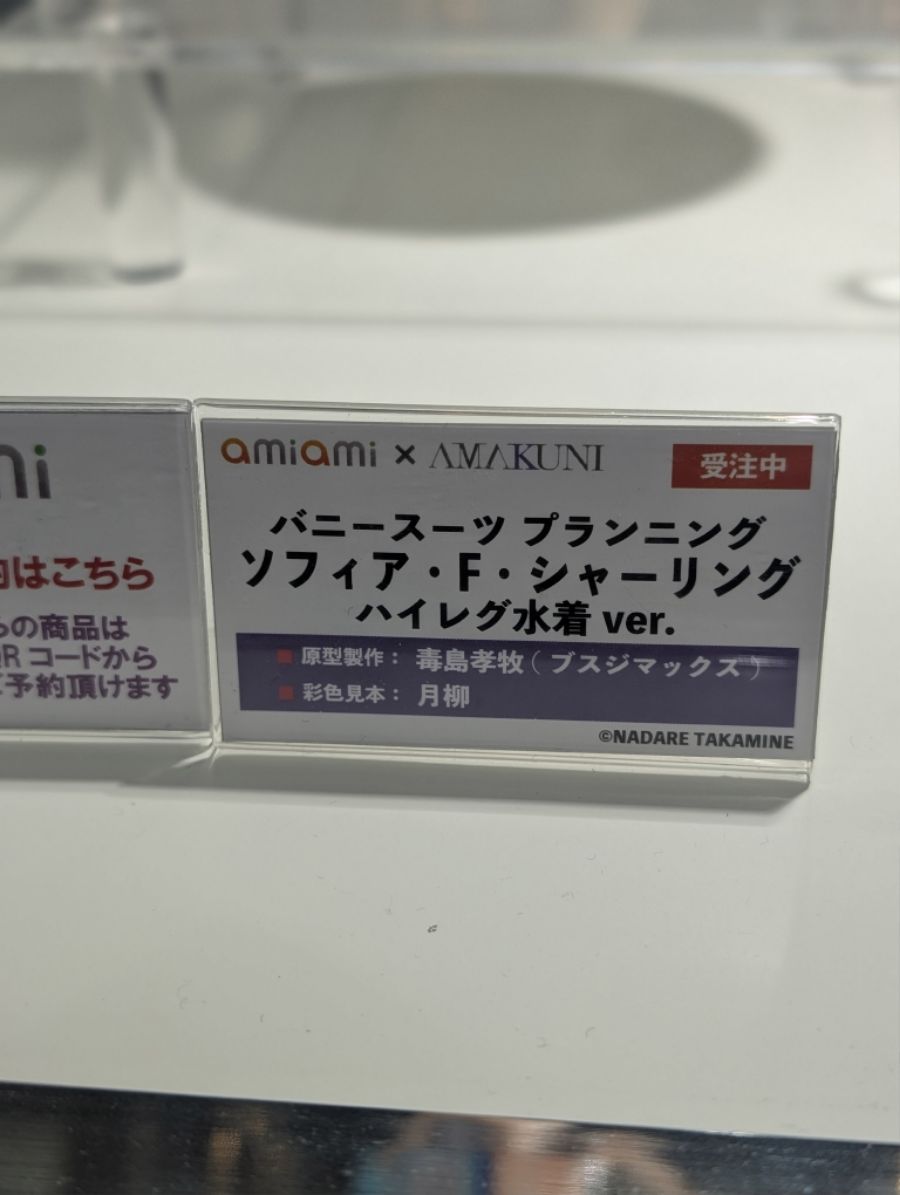 amiami × AMAKUNI
受注中
バニースーツ プランニング
ソフィア・F・シャーリング
ハイレグ水着 ver.
■ 原型製作： 毒島孝牧（ブスジマックス）
■ 彩色見本： 月柳
©NADARE TAKAMINE
はこちら
の商品は
QRコードから
予約頂けます